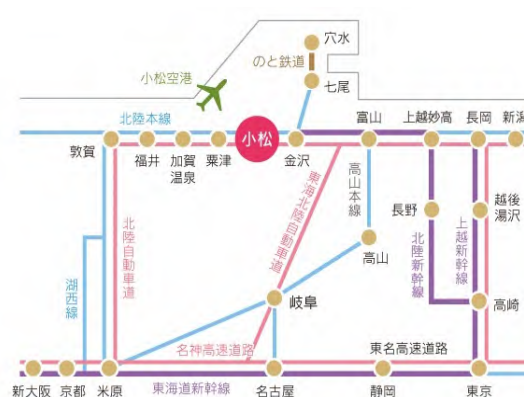 穴水
のと鉄道
小松空港
七尾
北陸本線
富山
上越妙高
長岡
新潟
敦賀
福井
加賀
温泉
粟津
小松
金沢
東海北陸自動車道
高山本線
長野
越後
湯沢
北陸自動車道
湖西線
高山
北陸新幹線
上越新幹線
岐阜
高崎
名神高速道路
東名高速道路
新大阪
京都
米原
東海道新幹線
名古屋
静岡
東京